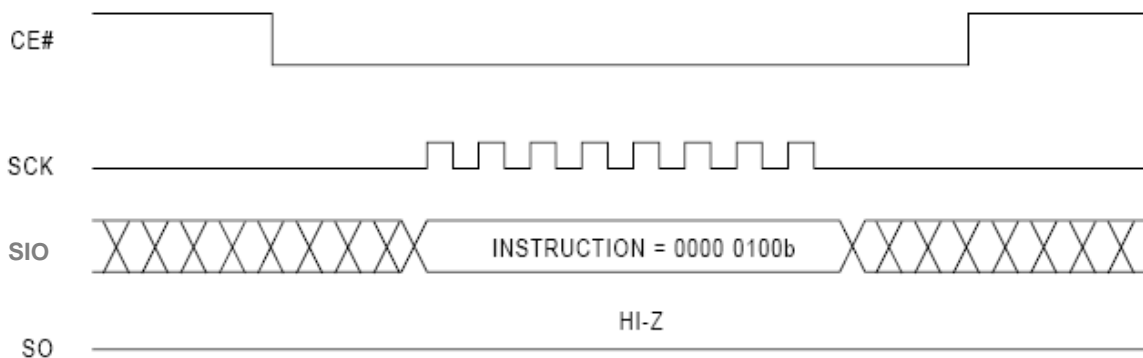 CE#
SCK
SIO
INSTRUCTION = 0000 0100b
HI-Z
SO